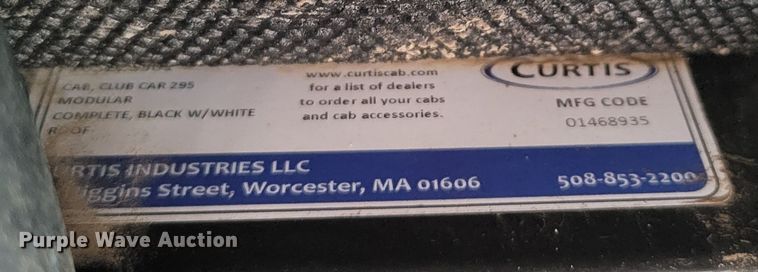 www.curtiscab.com
for a list of dealers
to order all your cabs
and cab accessories.
CURTIS
MFG CODE
01468935
CAB, CLUB CAR 295
MODULAR
COMPLETE, BLACK W/WHITE
ROOF
RTIS INDUSTRIES LLC
iggins Street, Worcester, MA 01606
508-853-2200
Purple Wave Auction